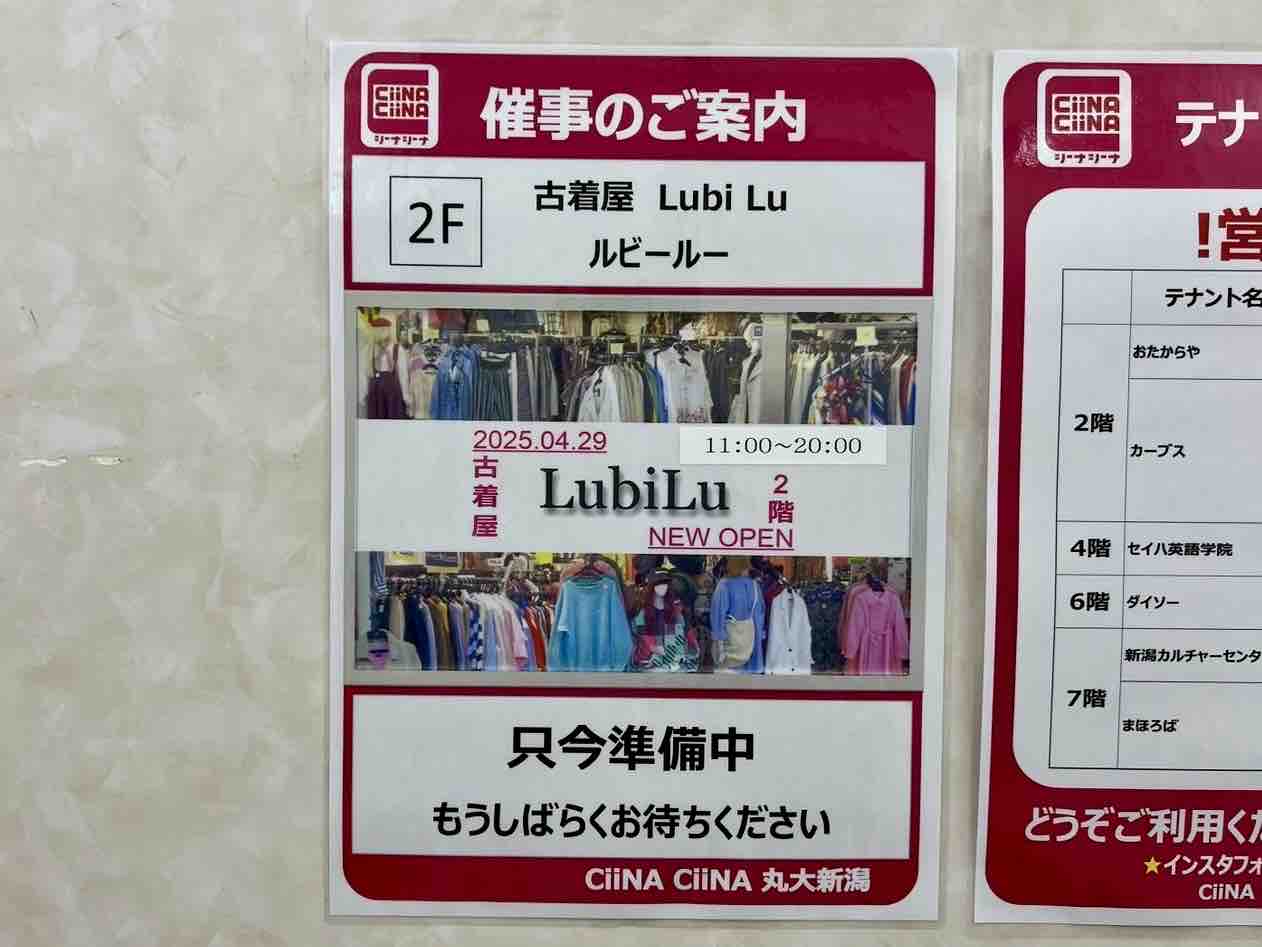 CiiNA
CiiNA
シーナシーナ
催事のご案内
2F
古着屋 Lubi Lu
ルビールー
2025.04.29
11:00～20:00
古着屋
LubiLu
2階
NEW OPEN
只今準備中
もうしばらくお待ちください
CiiNA CiiNA 丸大新潟
CiiNA
CiiNA
シーナシーナ
テナ
!営
テナント名
2階
おたからや
カーブス
4階 セイハ英語学院
6階 ダイソー
7階
新潟カルチャーセンタ
まほろば
どうぞご利用くだ
★インスタフォ
CiiNA